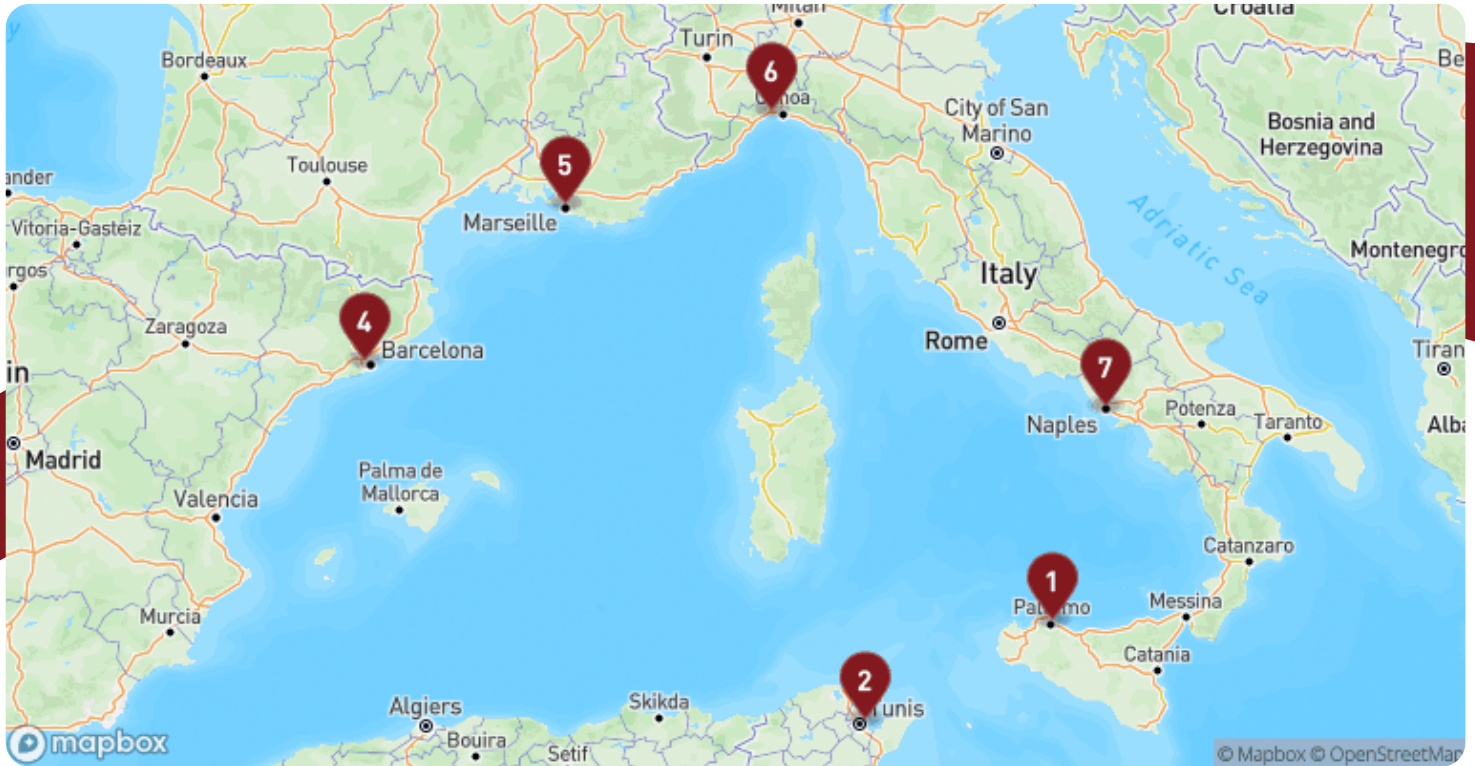 Milan
Croatia
Turin
Bordeaux
6
Be
City of San
Marino
Bosnia and
Herzegovina
Toulouse
5
ander
Marseille
Vitoria-Gasteiz
Adriatic Sea
Montenegro
rgos
Italy
4
Zaragoza
Barcelona
Rome
Tiran
in
7
Potenza
Naples
Taranto
Alba
Madrid
Palma de
Mallorca
Valencia
Catanzaro
1
Messina
Murcia
Catania
2
Skikda
Algiers
Tunis
Bouira
Setif
mapbox
© Mapbox © OpenStreetMap